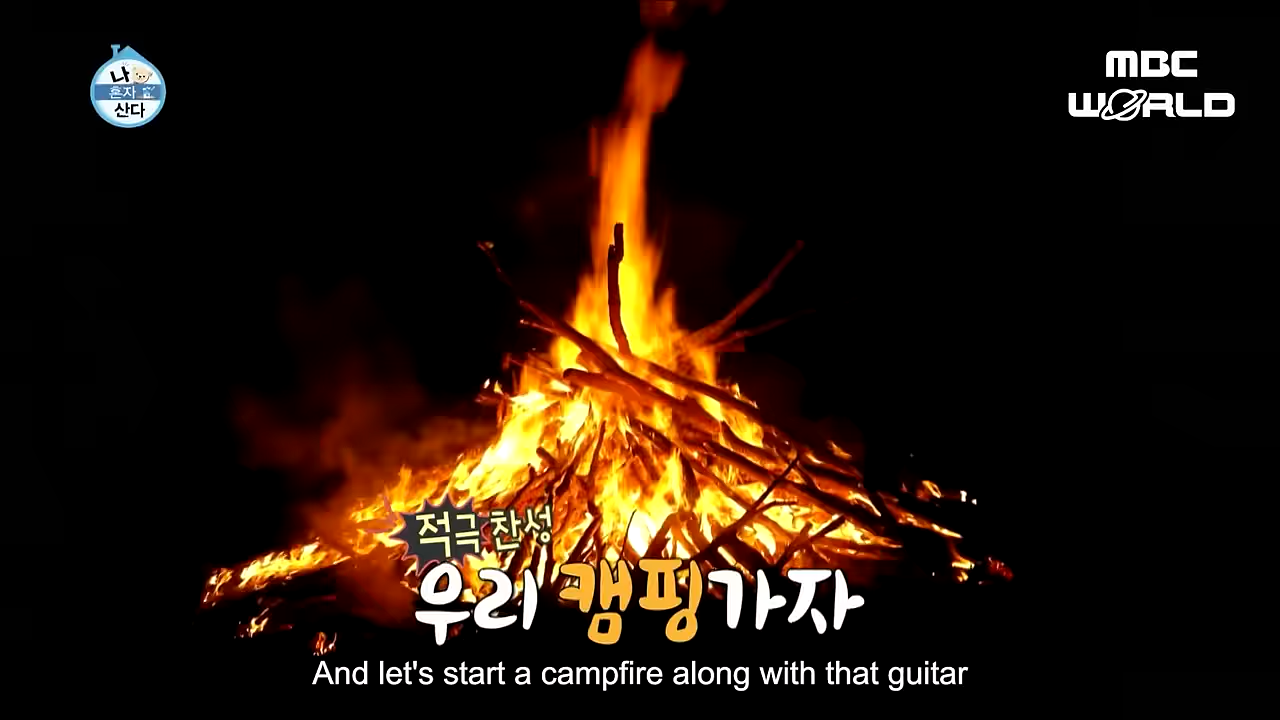 나
혼자
산다
MBC
WORLD
적극 찬성
우리 캠핑가자
And let's start a campfire along with that guitar